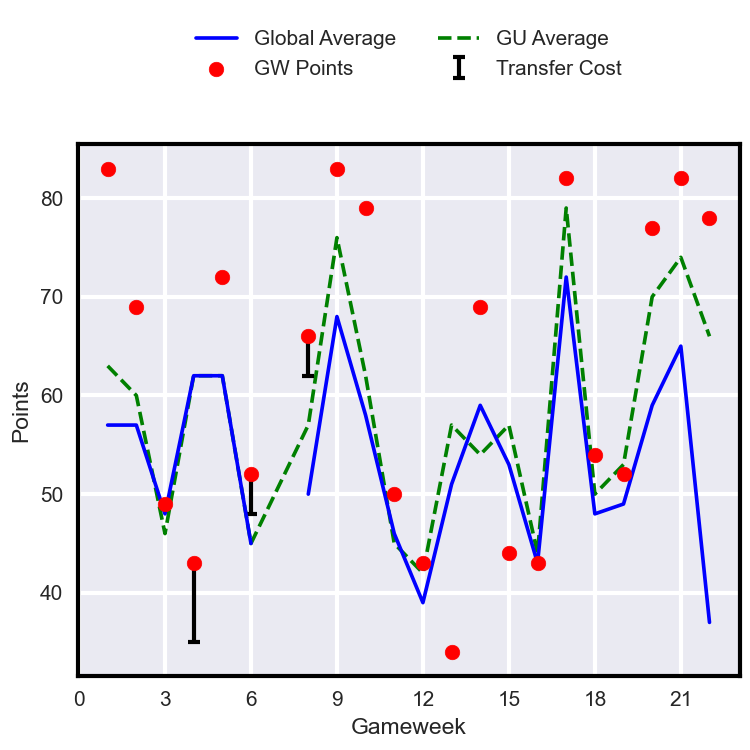 Global Average
GU Average
GW Points
Transfer Cost
80
70
60
50
40
Points
0 3 6 9 12 15 18 21
Gameweek